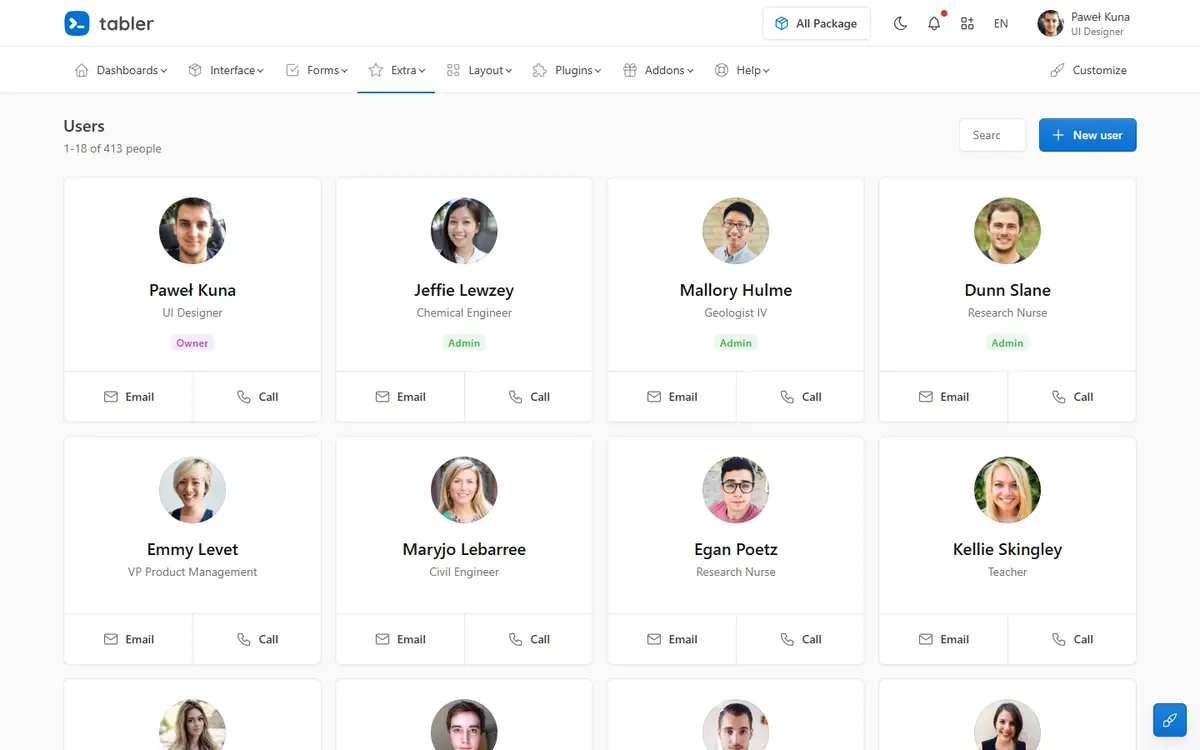 tabler
All Package
EN
Paweł Kuna
UI Designer
Dashboards
Interface
Forms
Extra
Layout
Plugins
Addons
Help
Customize
Users
1-18 of 413 people
Searc
New user
Paweł Kuna
UI Designer
Owner
Email
Call
Jeffie Lewzey
Chemical Engineer
Admin
Email
Call
Mallory Hulme
Geologist IV
Admin
Email
Call
Dunn Slane
Research Nurse
Admin
Email
Call
Emmy Levet
VP Product Management
Email
Call
Maryjo Lebarree
Civil Engineer
Email
Call
Egan Poetz
Research Nurse
Email
Call
Kellie Skingley
Teacher
Email
Call